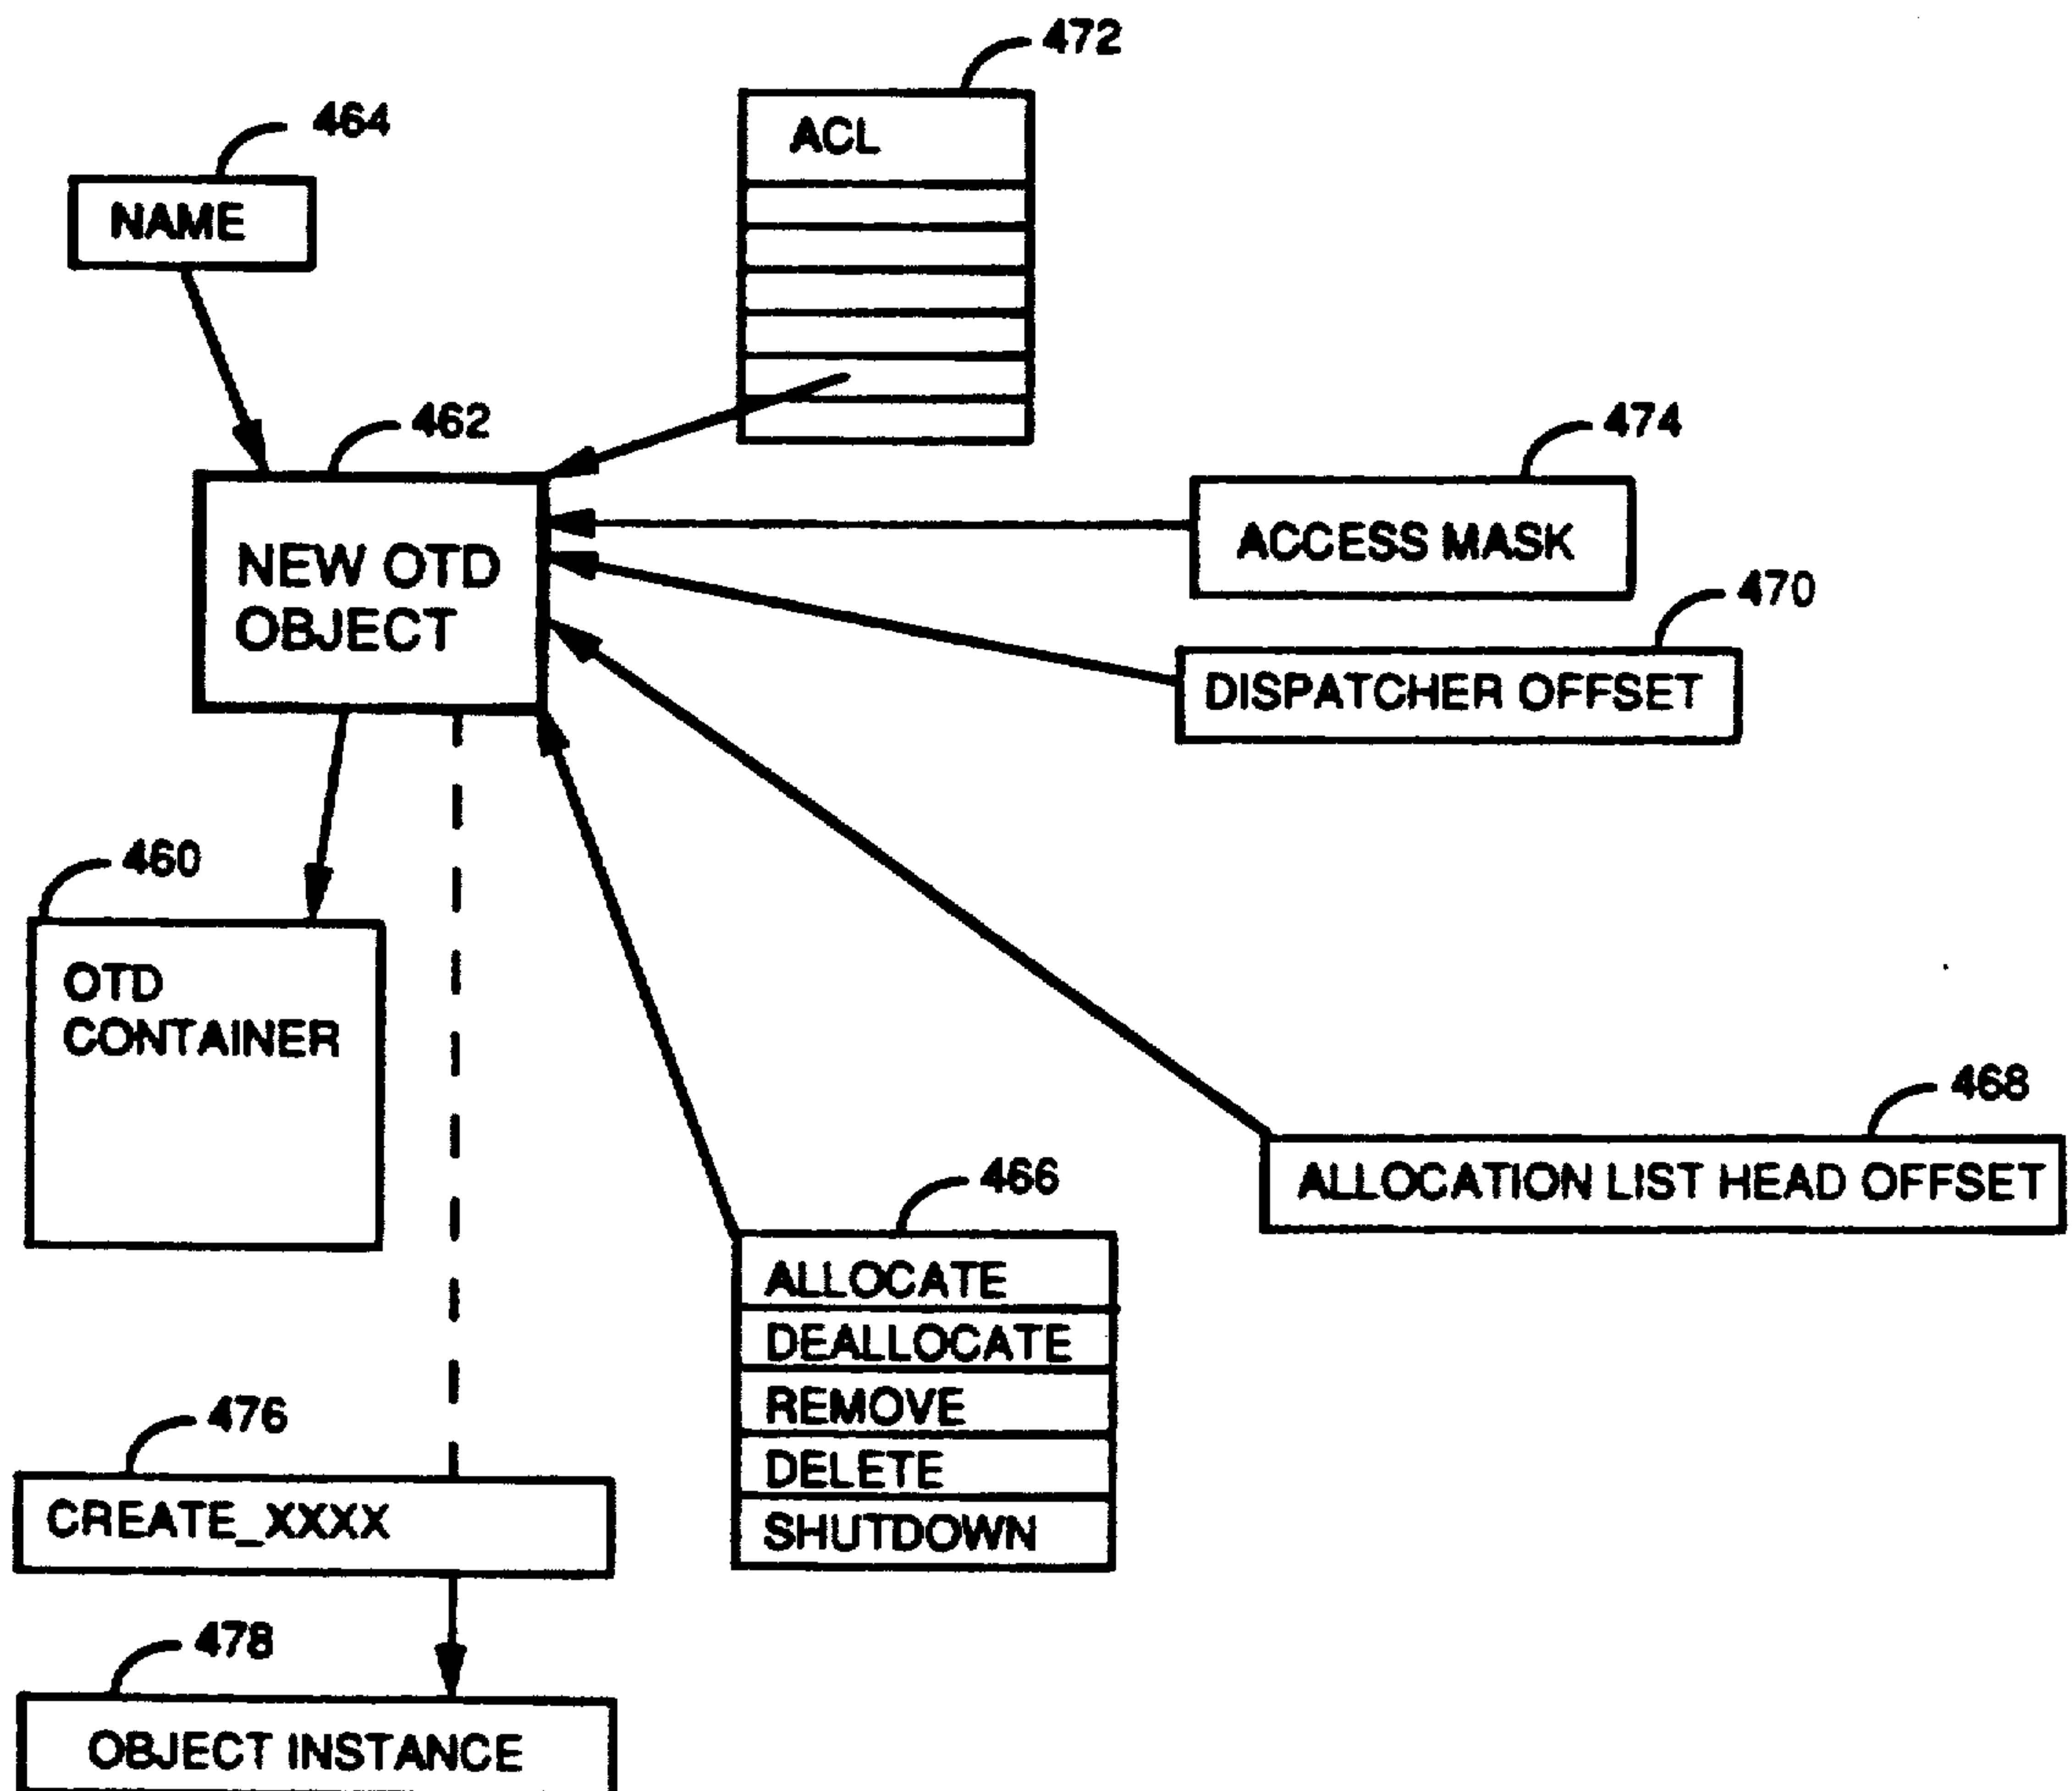 472
464
ACL
NAME
462
474
ACCESS MASK
NEW OTD
OBJECT
470
DISPATCHER OFFSET
460
OTD
CONTAINER
468
ALLOCATION LIST HEAD OFFSET
466
ALLOCATE
DEALLOCATE
REMOVE
DELETE
SHUTDOWN
476
CREATE_XXXX
478
OBJECT INSTANCE